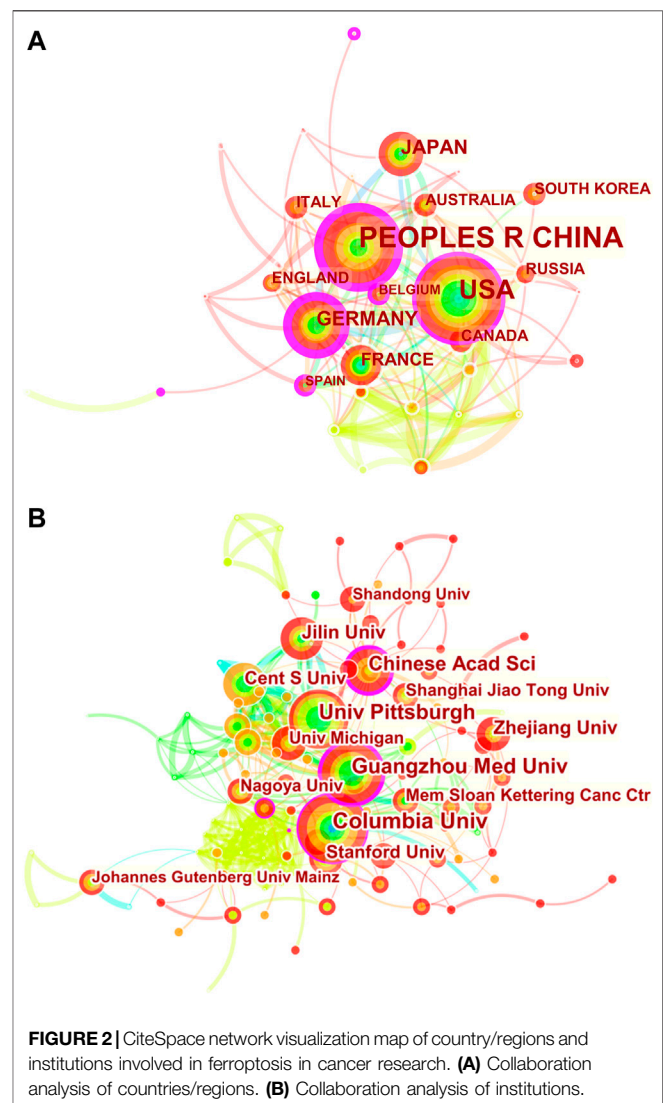 A
JAPAN
SOUTH KOREA
ITALY
AUSTRALIA
PEOPLES R CHINA
RUSSIA
ENGLAND
BELGIUM
USA
GERMANY
CANADA
FRANCE
SPAIN
B
Shandong Univ
Jilin Univ
Chinese Acad Sci
Cent S Univ
Shanghai Jiao Tong Univ
Univ Pittsburgh
Zhejiang Univ
Univ Michigan
Guangzhou Med Univ
Nagoya Univ
Mem Sloan Kettering Canc Ctr
Columbia Univ
Stanford Univ
Johannes Gutenberg Univ Mainz
FIGURE 2 | CiteSpace network visualization map of country/regions and
institutions involved in ferroptosis in cancer research. (A) Collaboration
analysis of countries/regions. (B) Collaboration analysis of institutions.